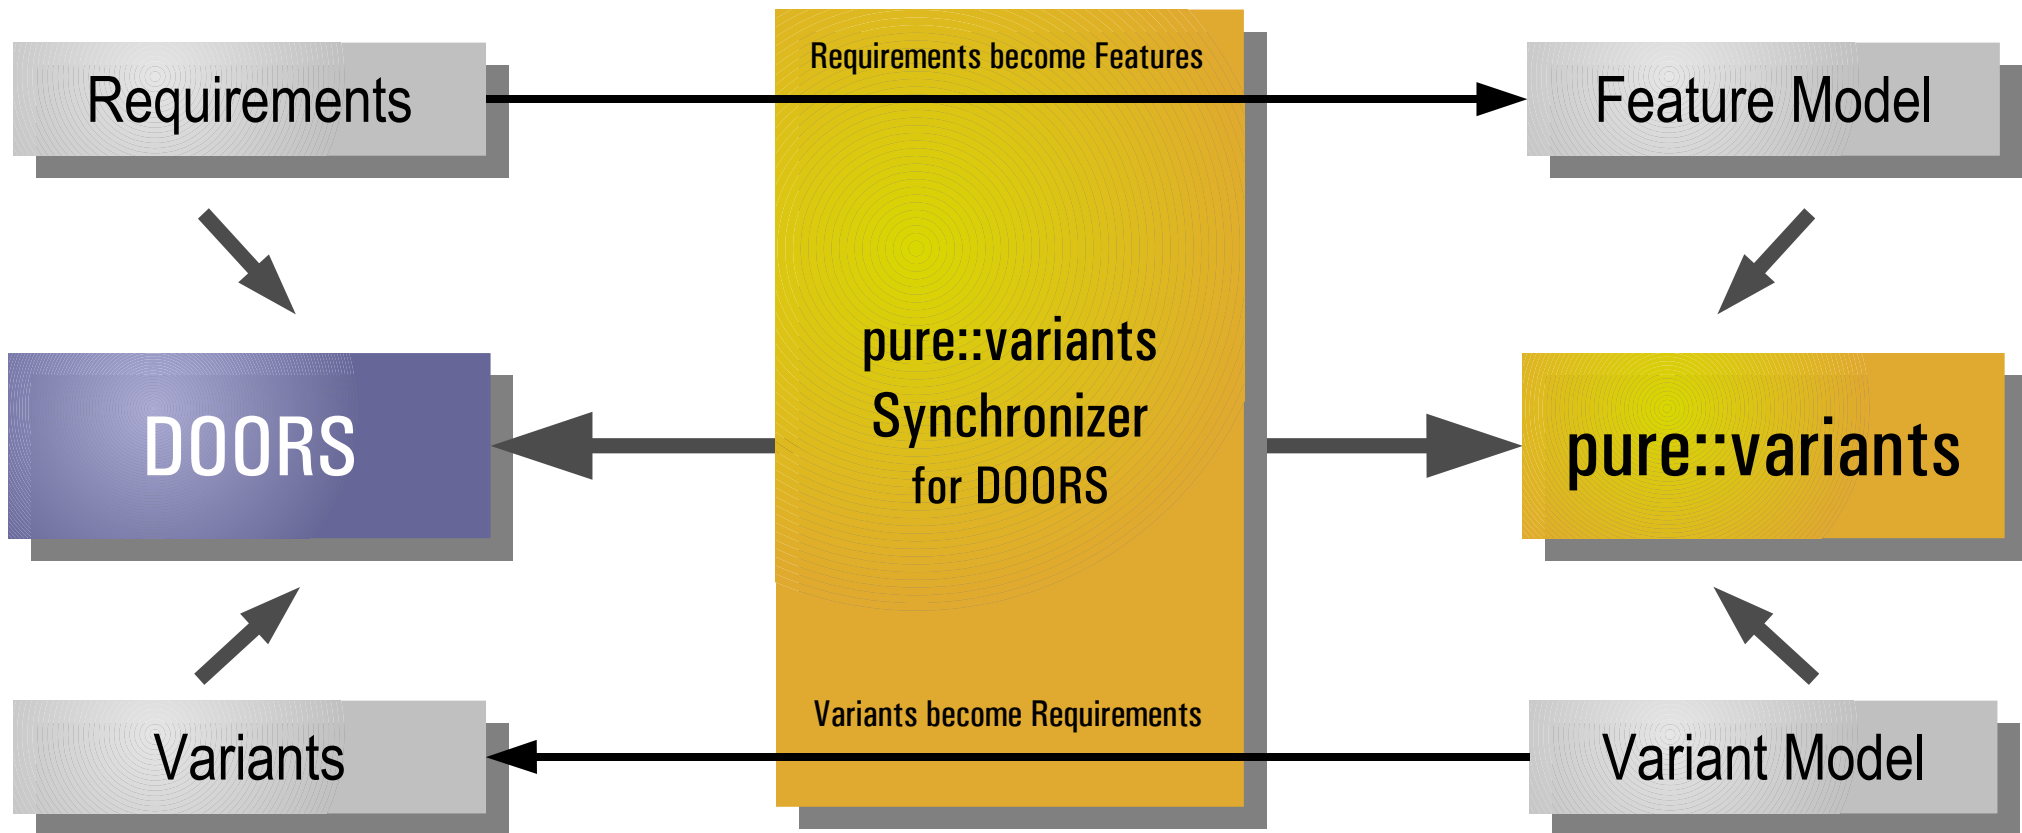 Requirements become Features
Requirements
Feature Model
pure::variants
Synchronizer
for DOORS
DOORS
pure::variants
Variants become Requirements
Variants
Variant Model